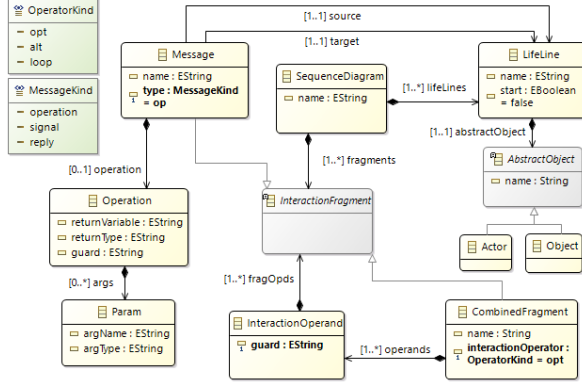 OperatorKind
opt
alt
loop
MessageKind
operation
signal
reply
[1..1] source
[1..1] target
Message
name : EString
type : MessageKind
= op
SequenceDiagram
name : EString
[1..*] lifeLines
LifeLine
name : EString
start : EBoolean
= false
[1..1] abstractObject
[0..1] operation
[1..*] fragments
AbstractObject
name : String
Operation
returnVariable : EString
returnType : EString
guard : EString
InteractionFragment
Actor
Object
[0..*] args
[1..*] fragOpds
Param
argName : EString
argType : EString
InteractionOperand
guard : EString
[1..*] operands
CombinedFragment
name : String
interactionOperator :
OperatorKind = opt